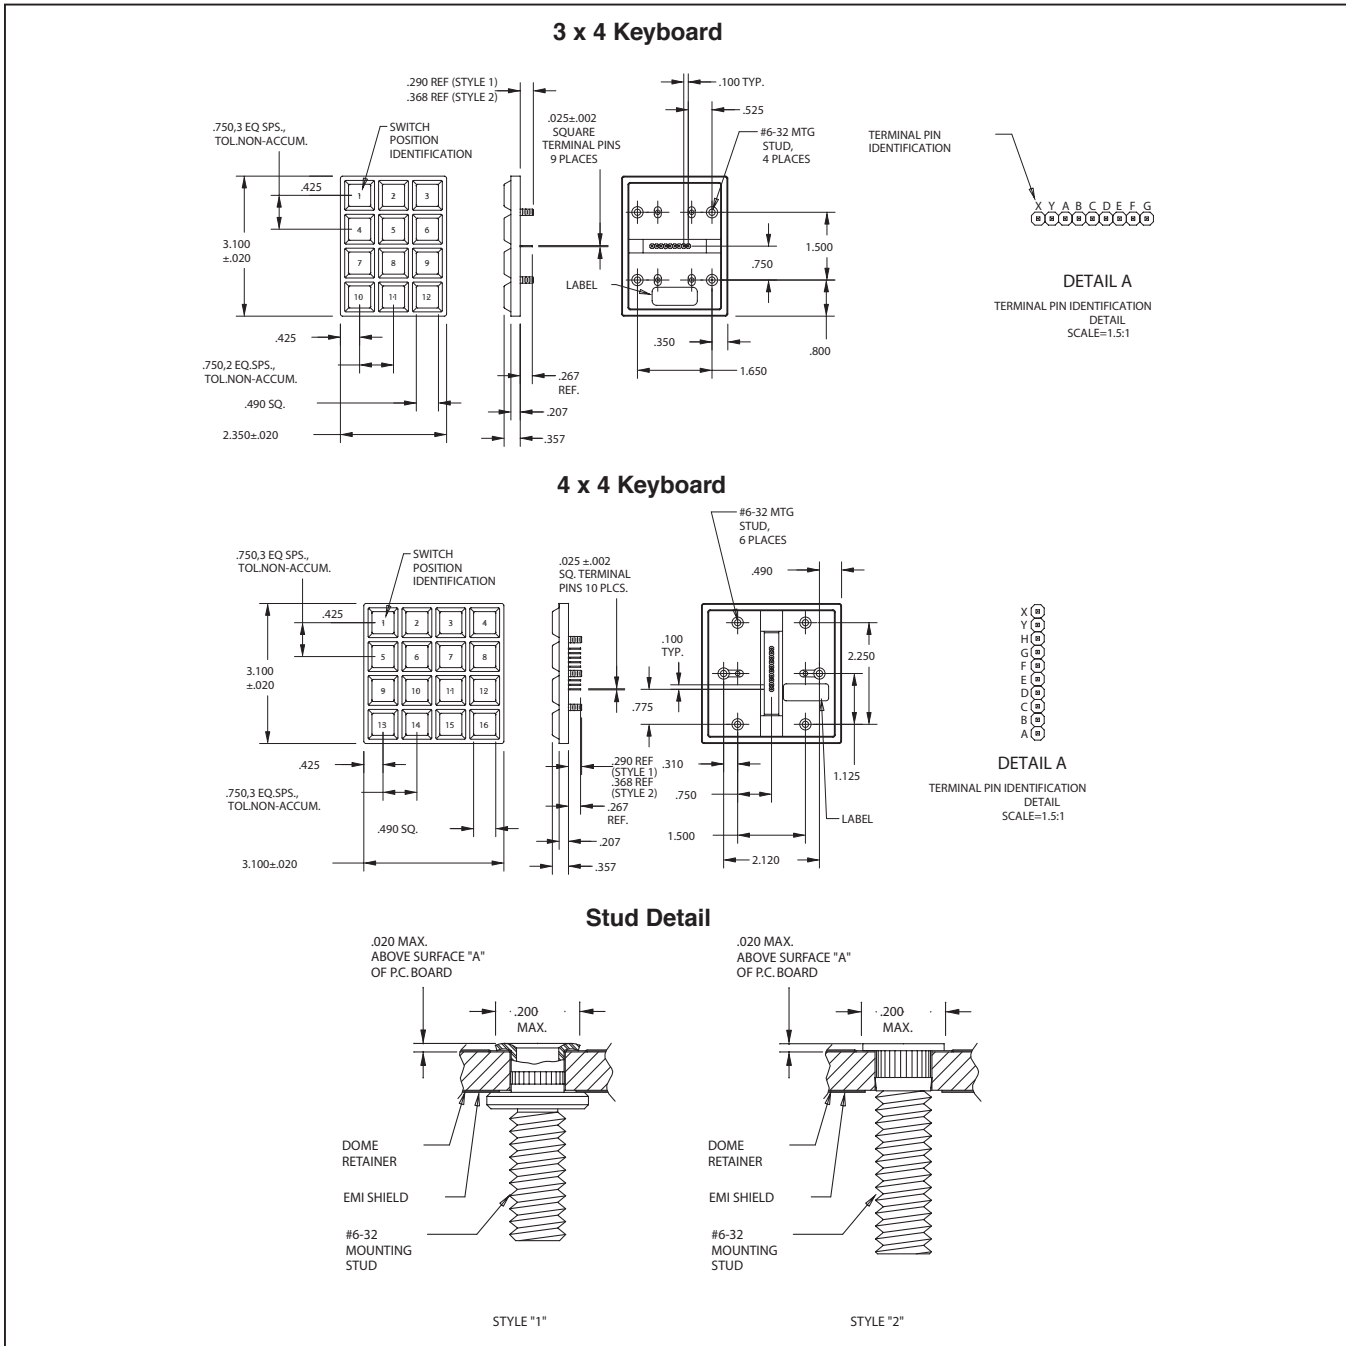 3 x 4 Keyboard
.290 REF (STYLE 1)
.368 REF (STYLE 2)
.100 TYP.
.525
.750,3 EQ SPS.,
TOL.NON-ACCUM.
SWITCH
POSITION
IDENTIFICATION
.025±.002
SQUARE
TERMINAL PINS
9 PLACES
#6-32 MTG
STUD,
4 PLACES
TERMINAL PIN
IDENTIFICATION
.425
1 2 3
4 5 6
7 8 9
10 11 12
3.100
±.020
X Y A B C D E F G
1.500
.750
LABEL
DETAIL A
TERMINAL PIN IDENTIFICATION
DETAIL
SCALE=1.5:1
.425
.350
.800
.750,2 EQ.SPS.,
TOL.NON-ACCUM.
.267
REF.
1.650
.490 SQ.
.207
2.350±.020
.357
4 x 4 Keyboard
#6-32 MTG
STUD,
6 PLACES
.750,3 EQ SPS.,
TOL.NON-ACCUM.
SWITCH
POSITION
IDENTIFICATION
.025 ±.002
SQ. TERMINAL
PINS 10 PLCS.
.490
.425
1 2 3 4
5 6 7 8
9 10 11 12
13 14 15 16
3.100
±.020
.100
TYP.
2.250
.775
X
Y
H
G
F
E
D
C
B
A
.425
.290 REF
(STYLE 1)
.368 REF
(STYLE 2)
.310
1.125
DETAIL A
TERMINAL PIN IDENTIFICATION
DETAIL
SCALE=1.5:1
.750,3 EQ.SPS.,
TOL.NON-ACCUM.
.267
REF.
.750
LABEL
.490 SQ.
.207
1.500
3.100±.020
.357
2.120
Stud Detail
.020 MAX.
ABOVE SURFACE "A"
OF P.C. BOARD
.200
MAX.
DOME
RETAINER
EMI SHIELD
#6-32
MOUNTING
STUD
STYLE "1"
.020 MAX.
ABOVE SURFACE "A"
OF P.C. BOARD
.200
MAX.
DOME
RETAINER
EMI SHIELD
#6-32
MOUNTING
STUD
STYLE "2"